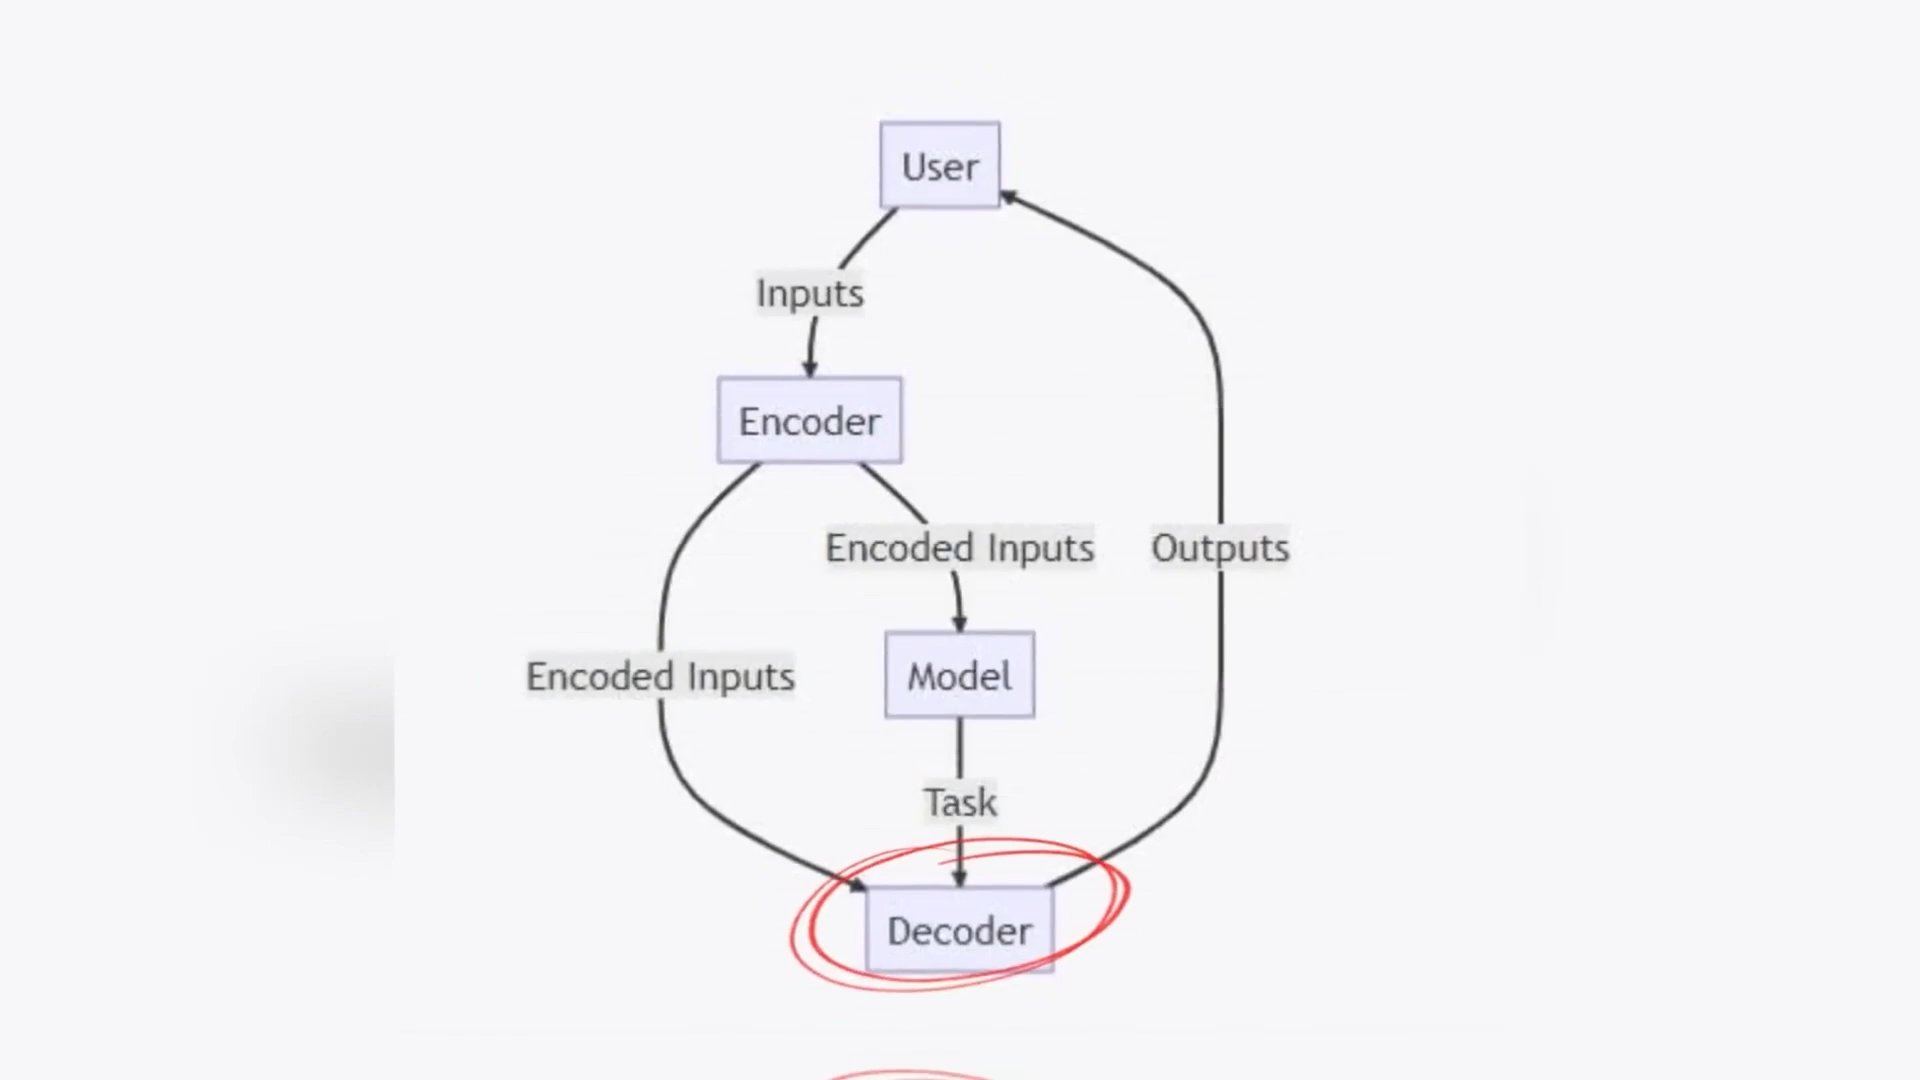 User
Inputs
Encoder
Encoded Inputs
Outputs
Encoded Inputs
Model
Task
Decoder